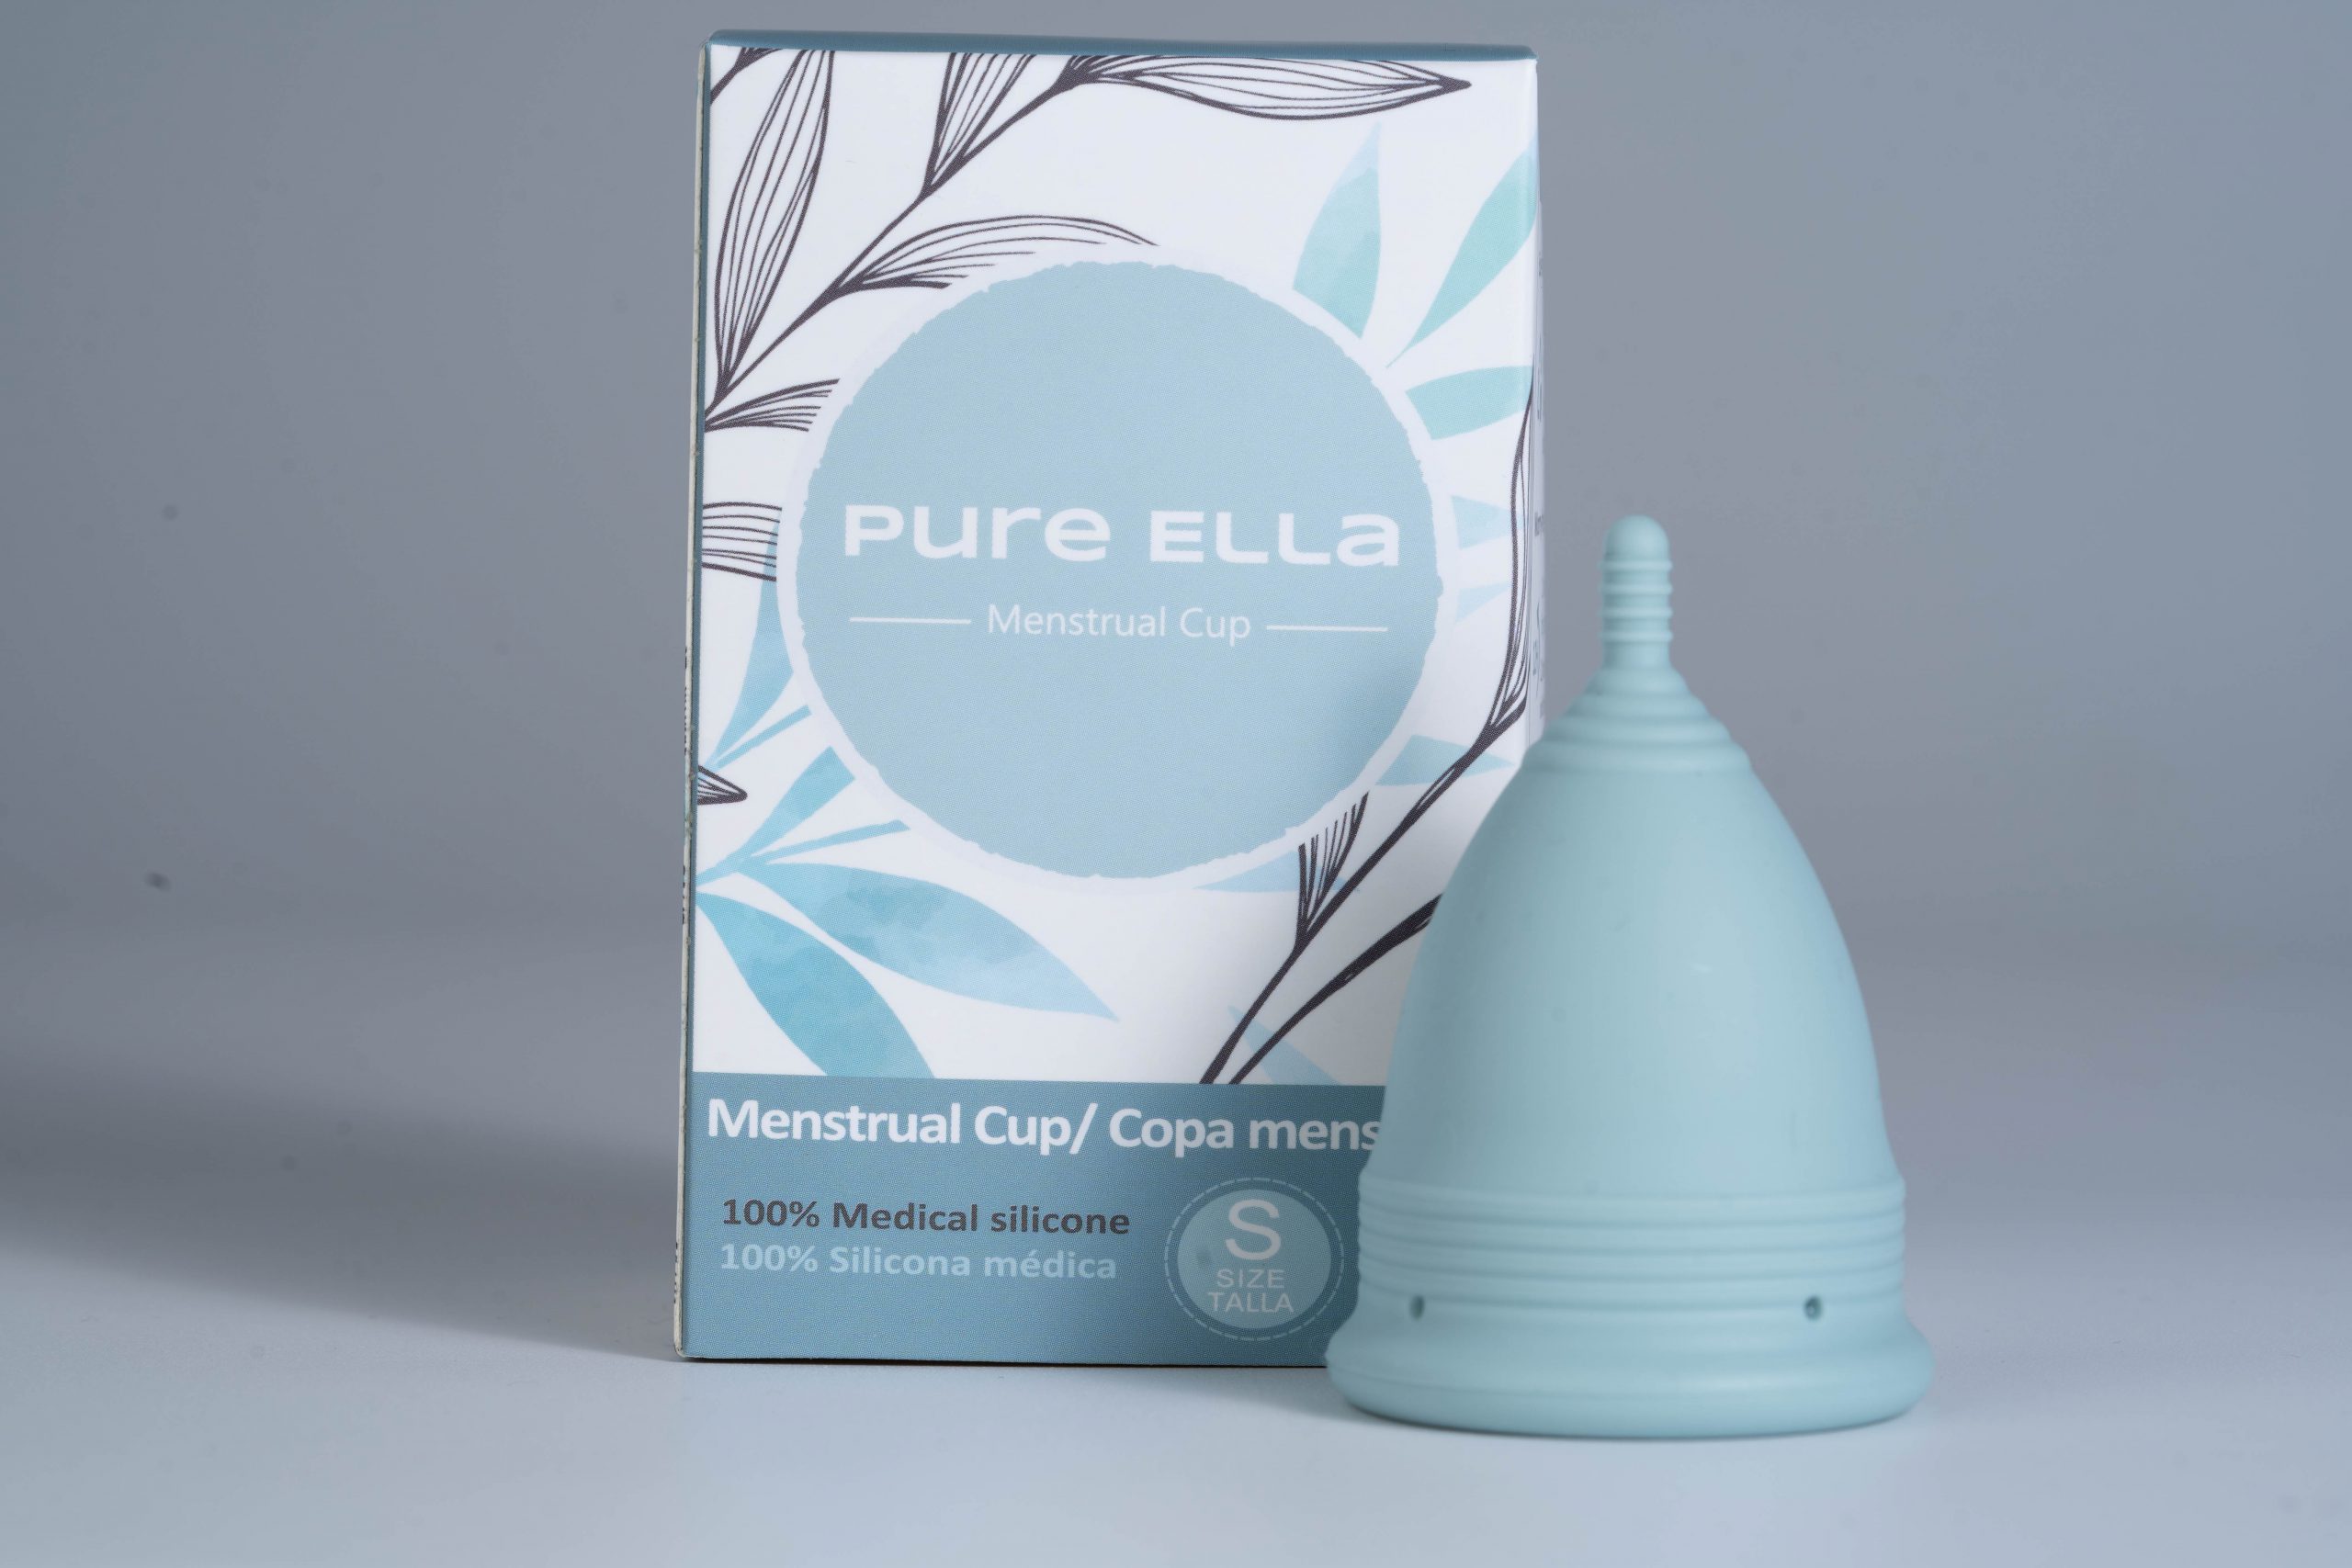 Pure Ella
Menstrual Cup
Menstrual Cup/ Copa mens
100% Medical silicone
100% Silicona médica
S
SIZE
TALLA